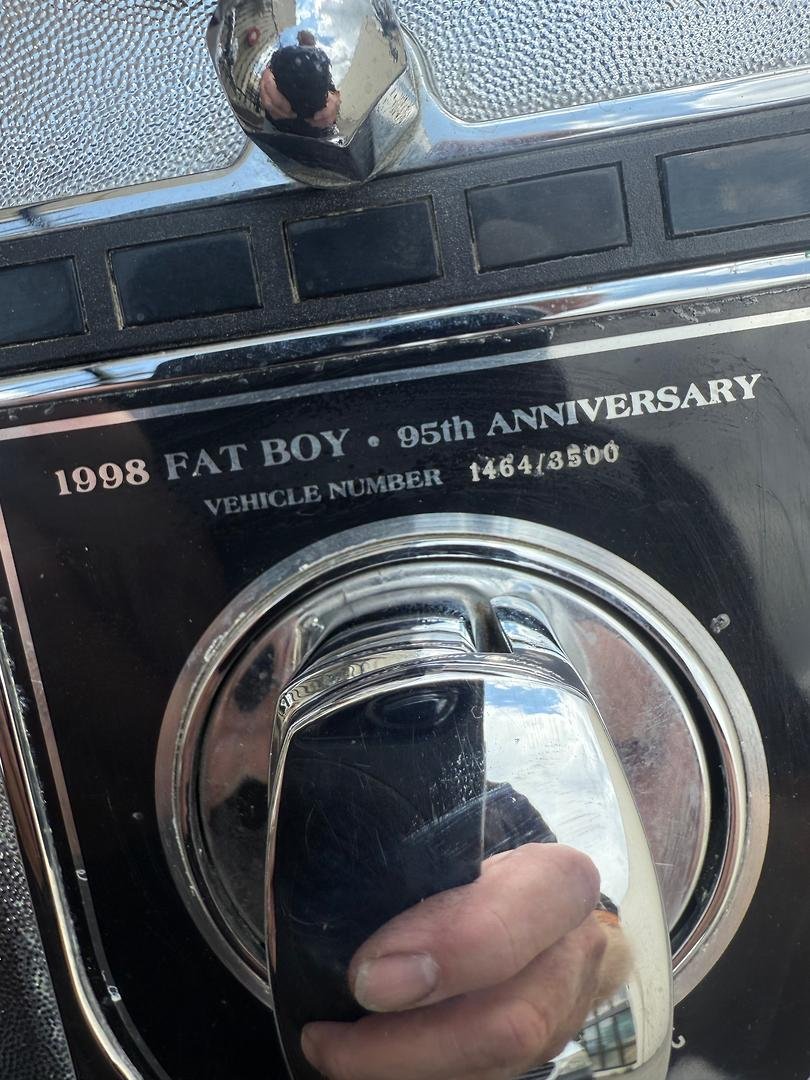 1998 FAT BOY • 95th ANNIVERSARY
VEHICLE NUMBER 1464/3500